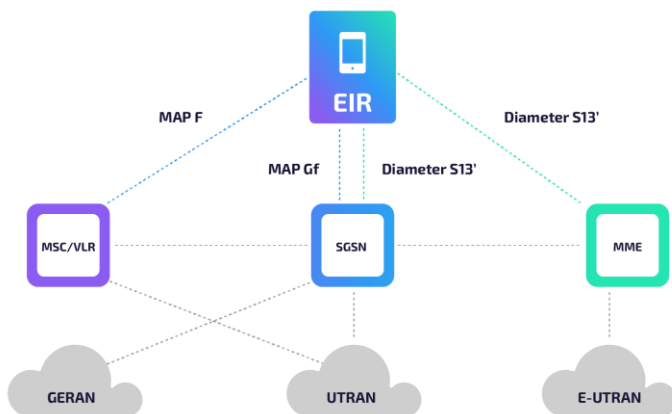 EIR
MAP F
Diameter S13’
MAP Gf
Diameter S13’
MSC/VLR
SGSN
MME
GERAN
UTRAN
E-UTRAN